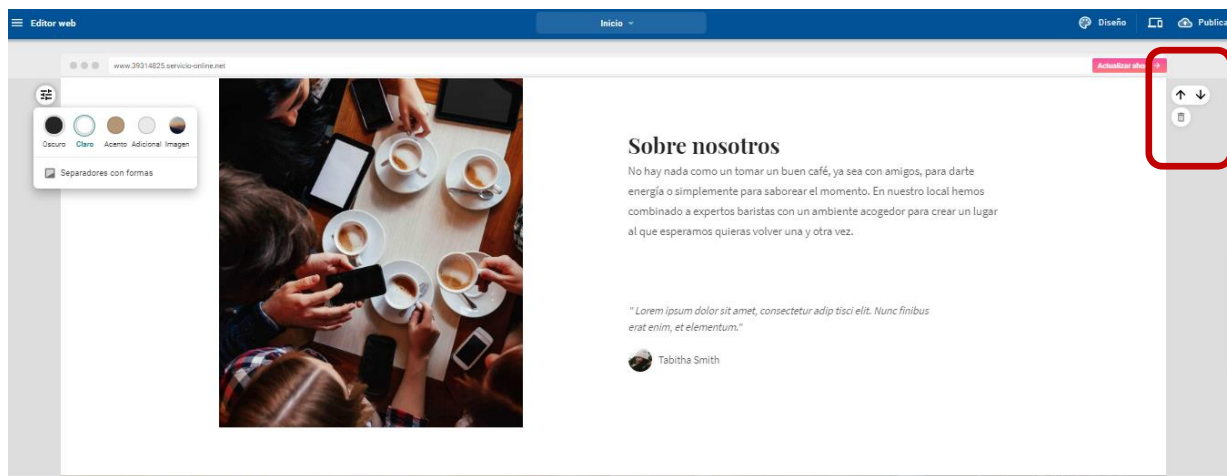 Editor web
Inicio
Diseño
Publica
www.39314825.servicio-online.net
Actualizar aho
Oscuro Claro Acento Adicional Imagen
Separadores con formas
Sobre nosotros
No hay nada como un tomar un buen café, ya sea con amigos, para darte
energía o simplemente para saborear el momento. En nuestro local hemos
combinado a expertos baristas con un ambiente acogedor para crear un lugar
al que esperamos quieras volver una y otra vez.
" Lorem ipsum dolor sit amet, consectetur adip tisci elit. Nunc finibus
erat enim, et elementum."
Tabitha Smith